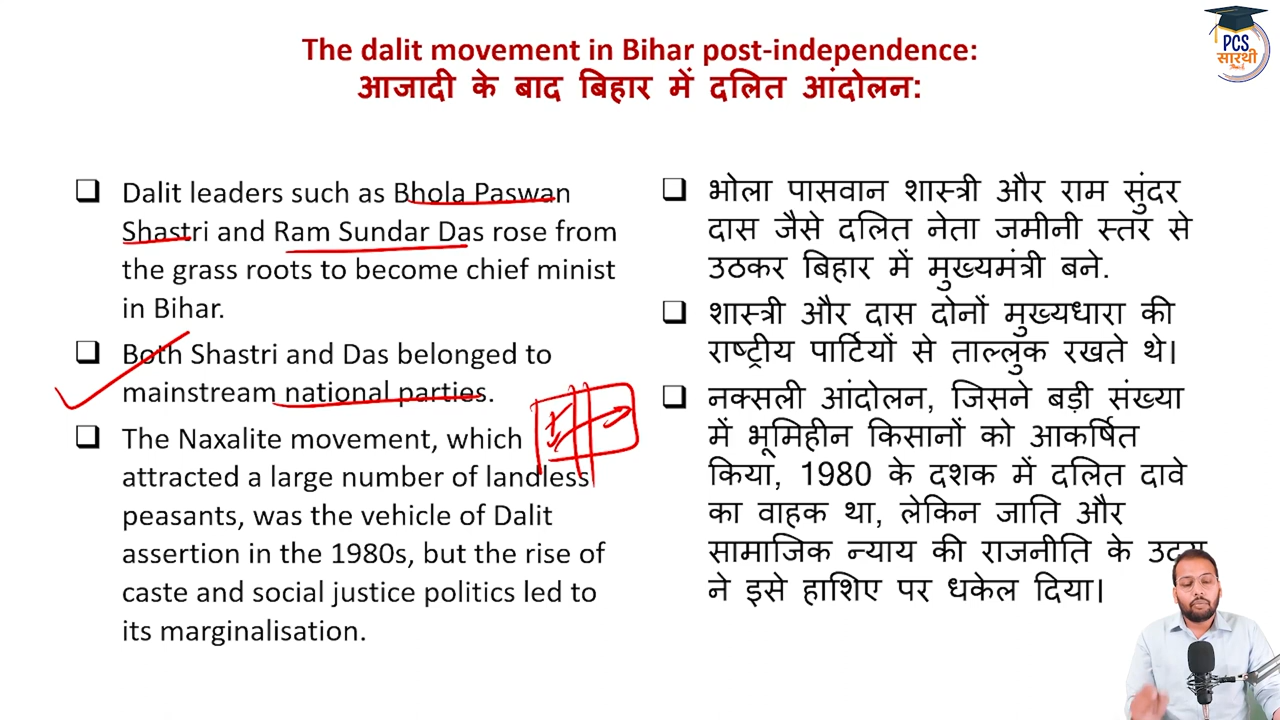 The dalit movement in Bihar post-independence:
आजादी के बाद बिहार में दलित आंदोलन:
PCS
सारथी
Dalit leaders such as Bhola Paswan
Shastri and Ram Sundar Das rose from
the grass roots to become chief minist
in Bihar.
Both Shastri and Das belonged to
mainstream national parties.
The Naxalite movement, which
attracted a large number of landless
peasants, was the vehicle of Dalit
assertion in the 1980s, but the rise of
caste and social justice politics led to
its marginalisation.
भोला पासवान शास्त्री और राम सुंदर
दास जैसे दलित नेता जमीनी स्तर से
उठकर बिहार में मुख्यमंत्री बने.
शास्त्री और दास दोनों मुख्यधारा की
राष्ट्रीय पार्टियों से ताल्लुक रखते थे।
नक्सली आंदोलन, जिसने बड़ी संख्या
में भूमिहीन किसानों को आकर्षित
किया, 1980 के दशक में दलित दावे
का वाहक था, लेकिन जाति और
सामाजिक न्याय की राजनीति के उदय
ने इसे हाशिए पर धकेल दिया।